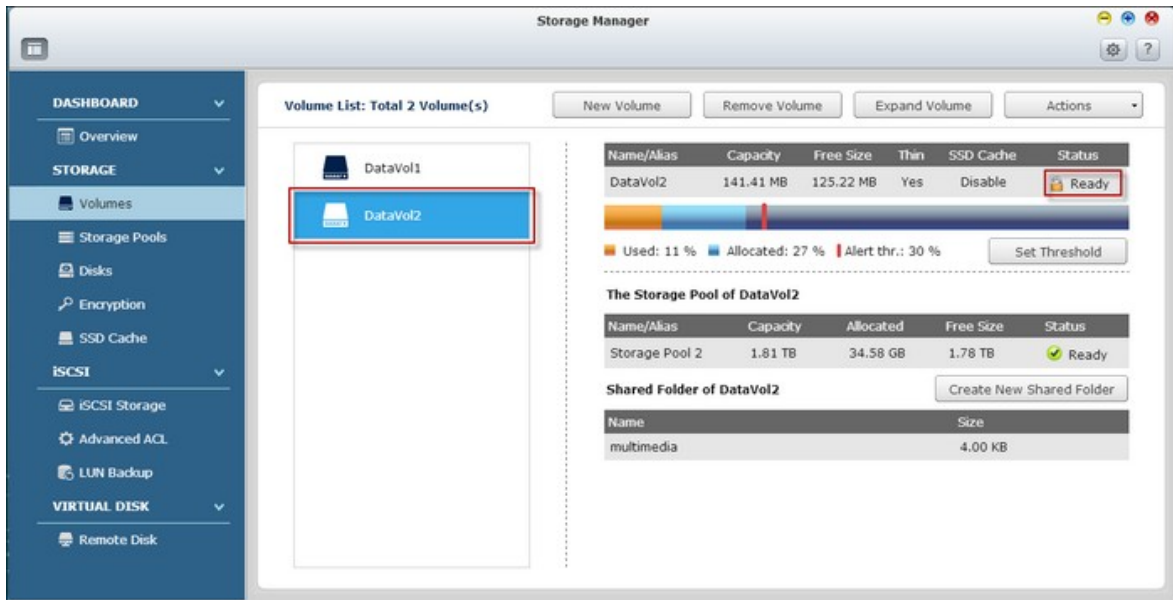 Storage Manager
?
DASHBOARD
Overview
STORAGE
Volumes
Storage Pools
Disks
Encryption
SSD Cache
iSCSI
iSCSI Storage
Advanced ACL
LUN Backup
VIRTUAL DISK
Remote Disk
Volume List: Total 2 Volume(s)
New Volume
Remove Volume
Expand Volume
Actions
DataVol1
DataVol2
Name/Alias Capacity Free Size Thin SSD Cache Status
DataVol2 141.41 MB 125.22 MB Yes Disable Ready
Used: 11 % Allocated: 27 % Alert thr.: 30 %
Set Threshold
The Storage Pool of DataVol2
Name/Alias Capacity Allocated Free Size Status
Storage Pool 2 1.81 TB 34.58 GB 1.78 TB Ready
Shared Folder of DataVol2
Create New Shared Folder
Name Size
multimedia 4.00 KB